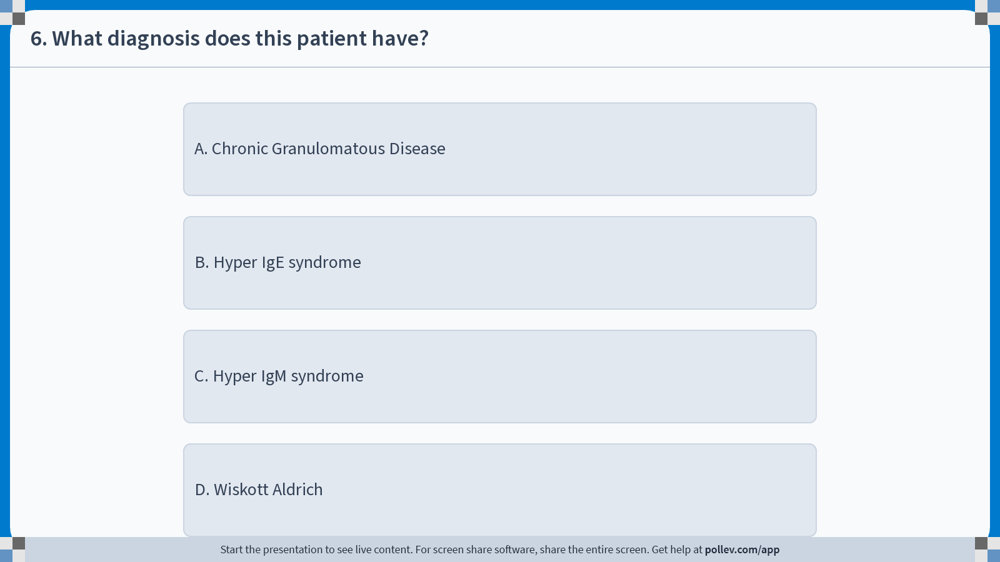 6. What diagnosis does this patient have?
A. Chronic Granulomatous Disease
B. Hyper IgE syndrome
C. Hyper IgM syndrome
D. Wiskott Aldrich
Start the presentation to see live content. For screen share software, share the entire screen. Get help at pollev.com/app